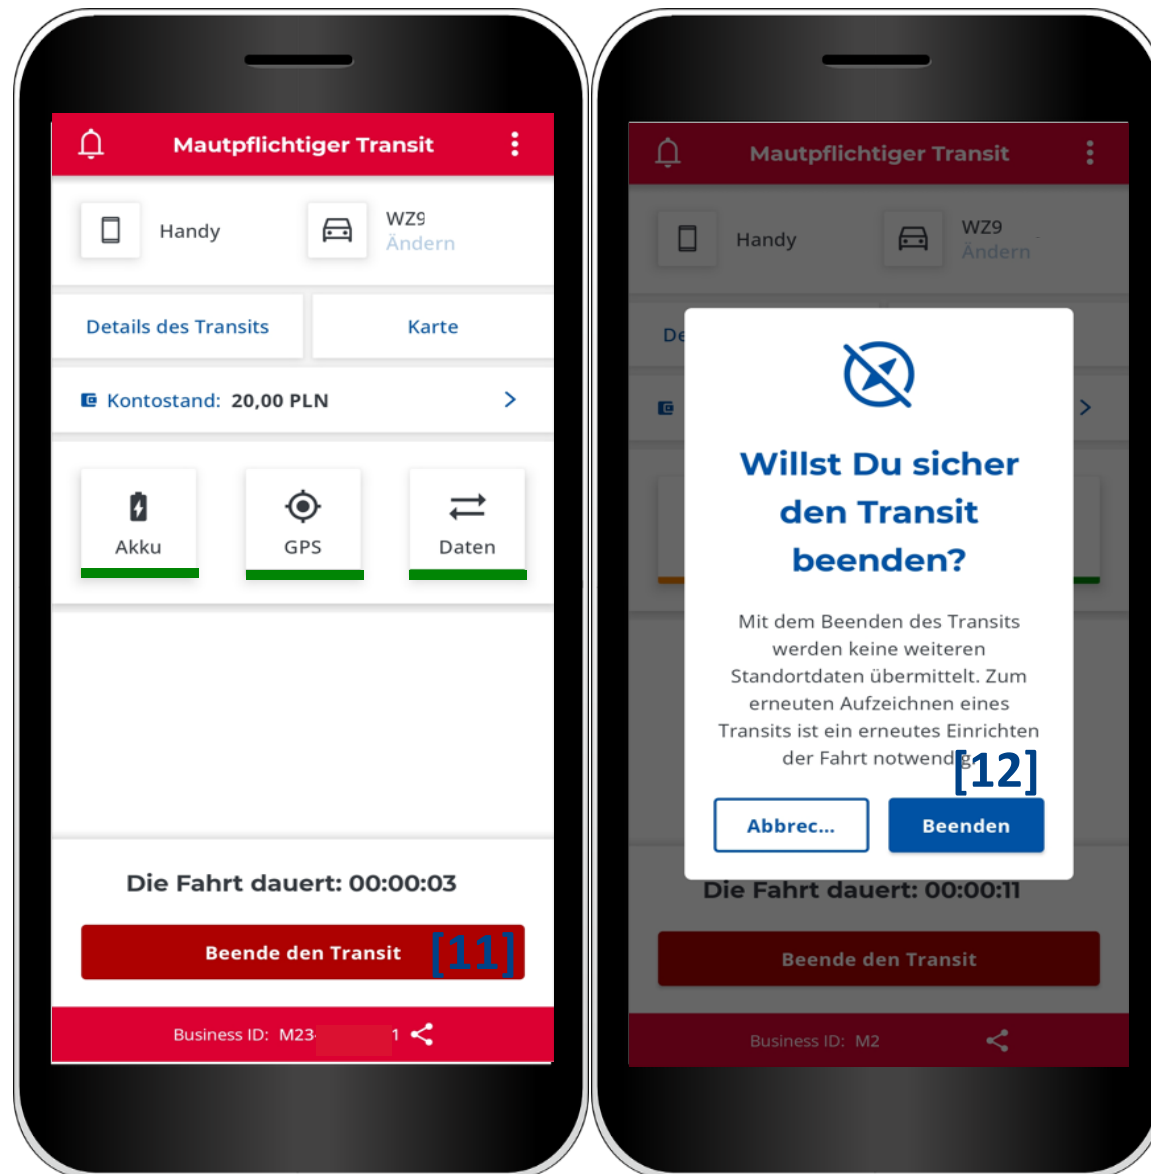 Mautpflichtiger Transit
Handy
WZ9
Ändern
Details des Transits
Karte
Kontostand: 20,00 PLN
Akku
GPS
Daten
Die Fahrt dauert: 00:00:03
Beende den Transit [11]
Business ID: M23 1
Mautpflichtiger Transit
Handy
WZ9
Ändern
De
Willst Du sicher
den Transit
beenden?
Mit dem Beenden des Transits
werden keine weiteren
Standortdaten übermittelt. Zum
erneuten Aufzeichnen eines
Transits ist ein erneutes Einrichten
der Fahrt notwendig
[12]
Abbrec...
Beenden
Die Fahrt dauert: 00:00:11
Beende den Transit
Business ID: M2